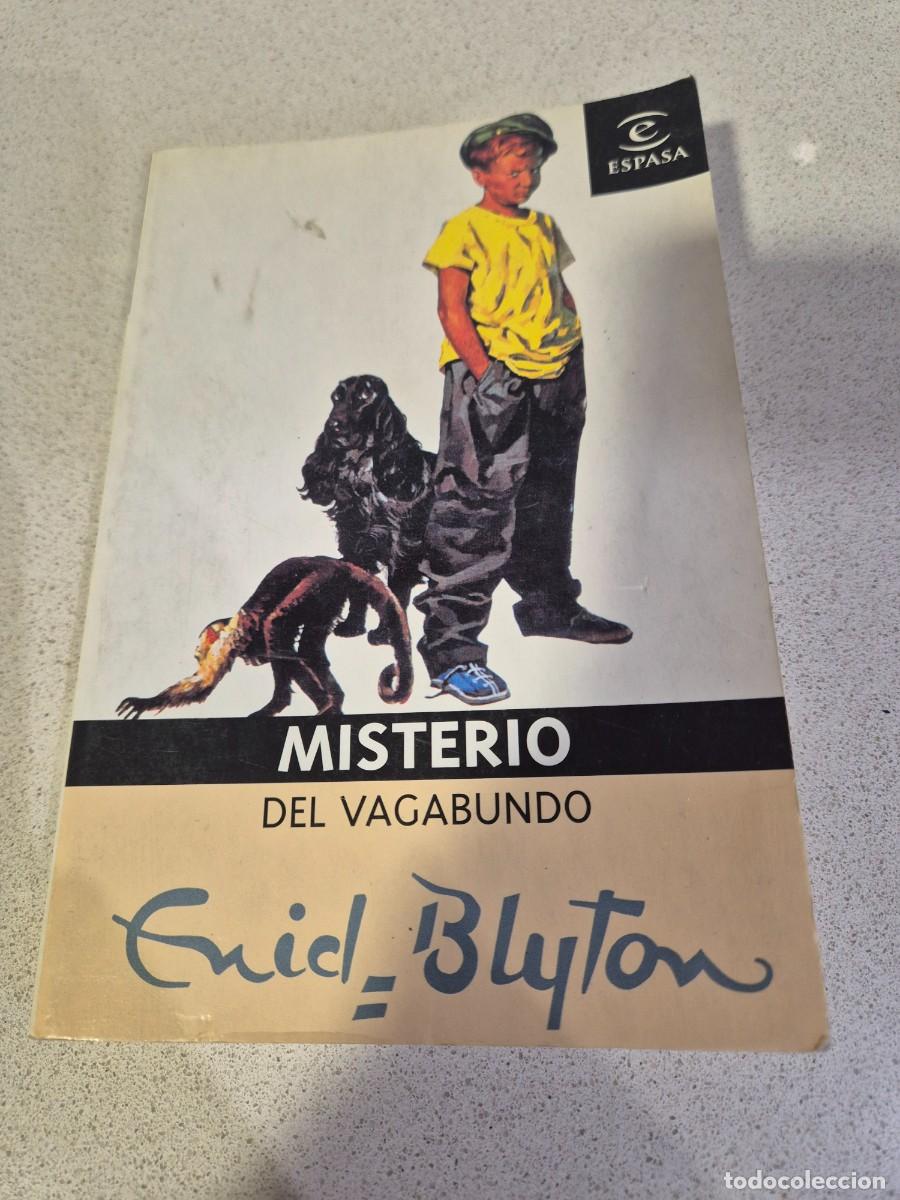 e
ESPASA
MISTERIO
DEL VAGABUNDO
Enid Blyton
todocoleccion